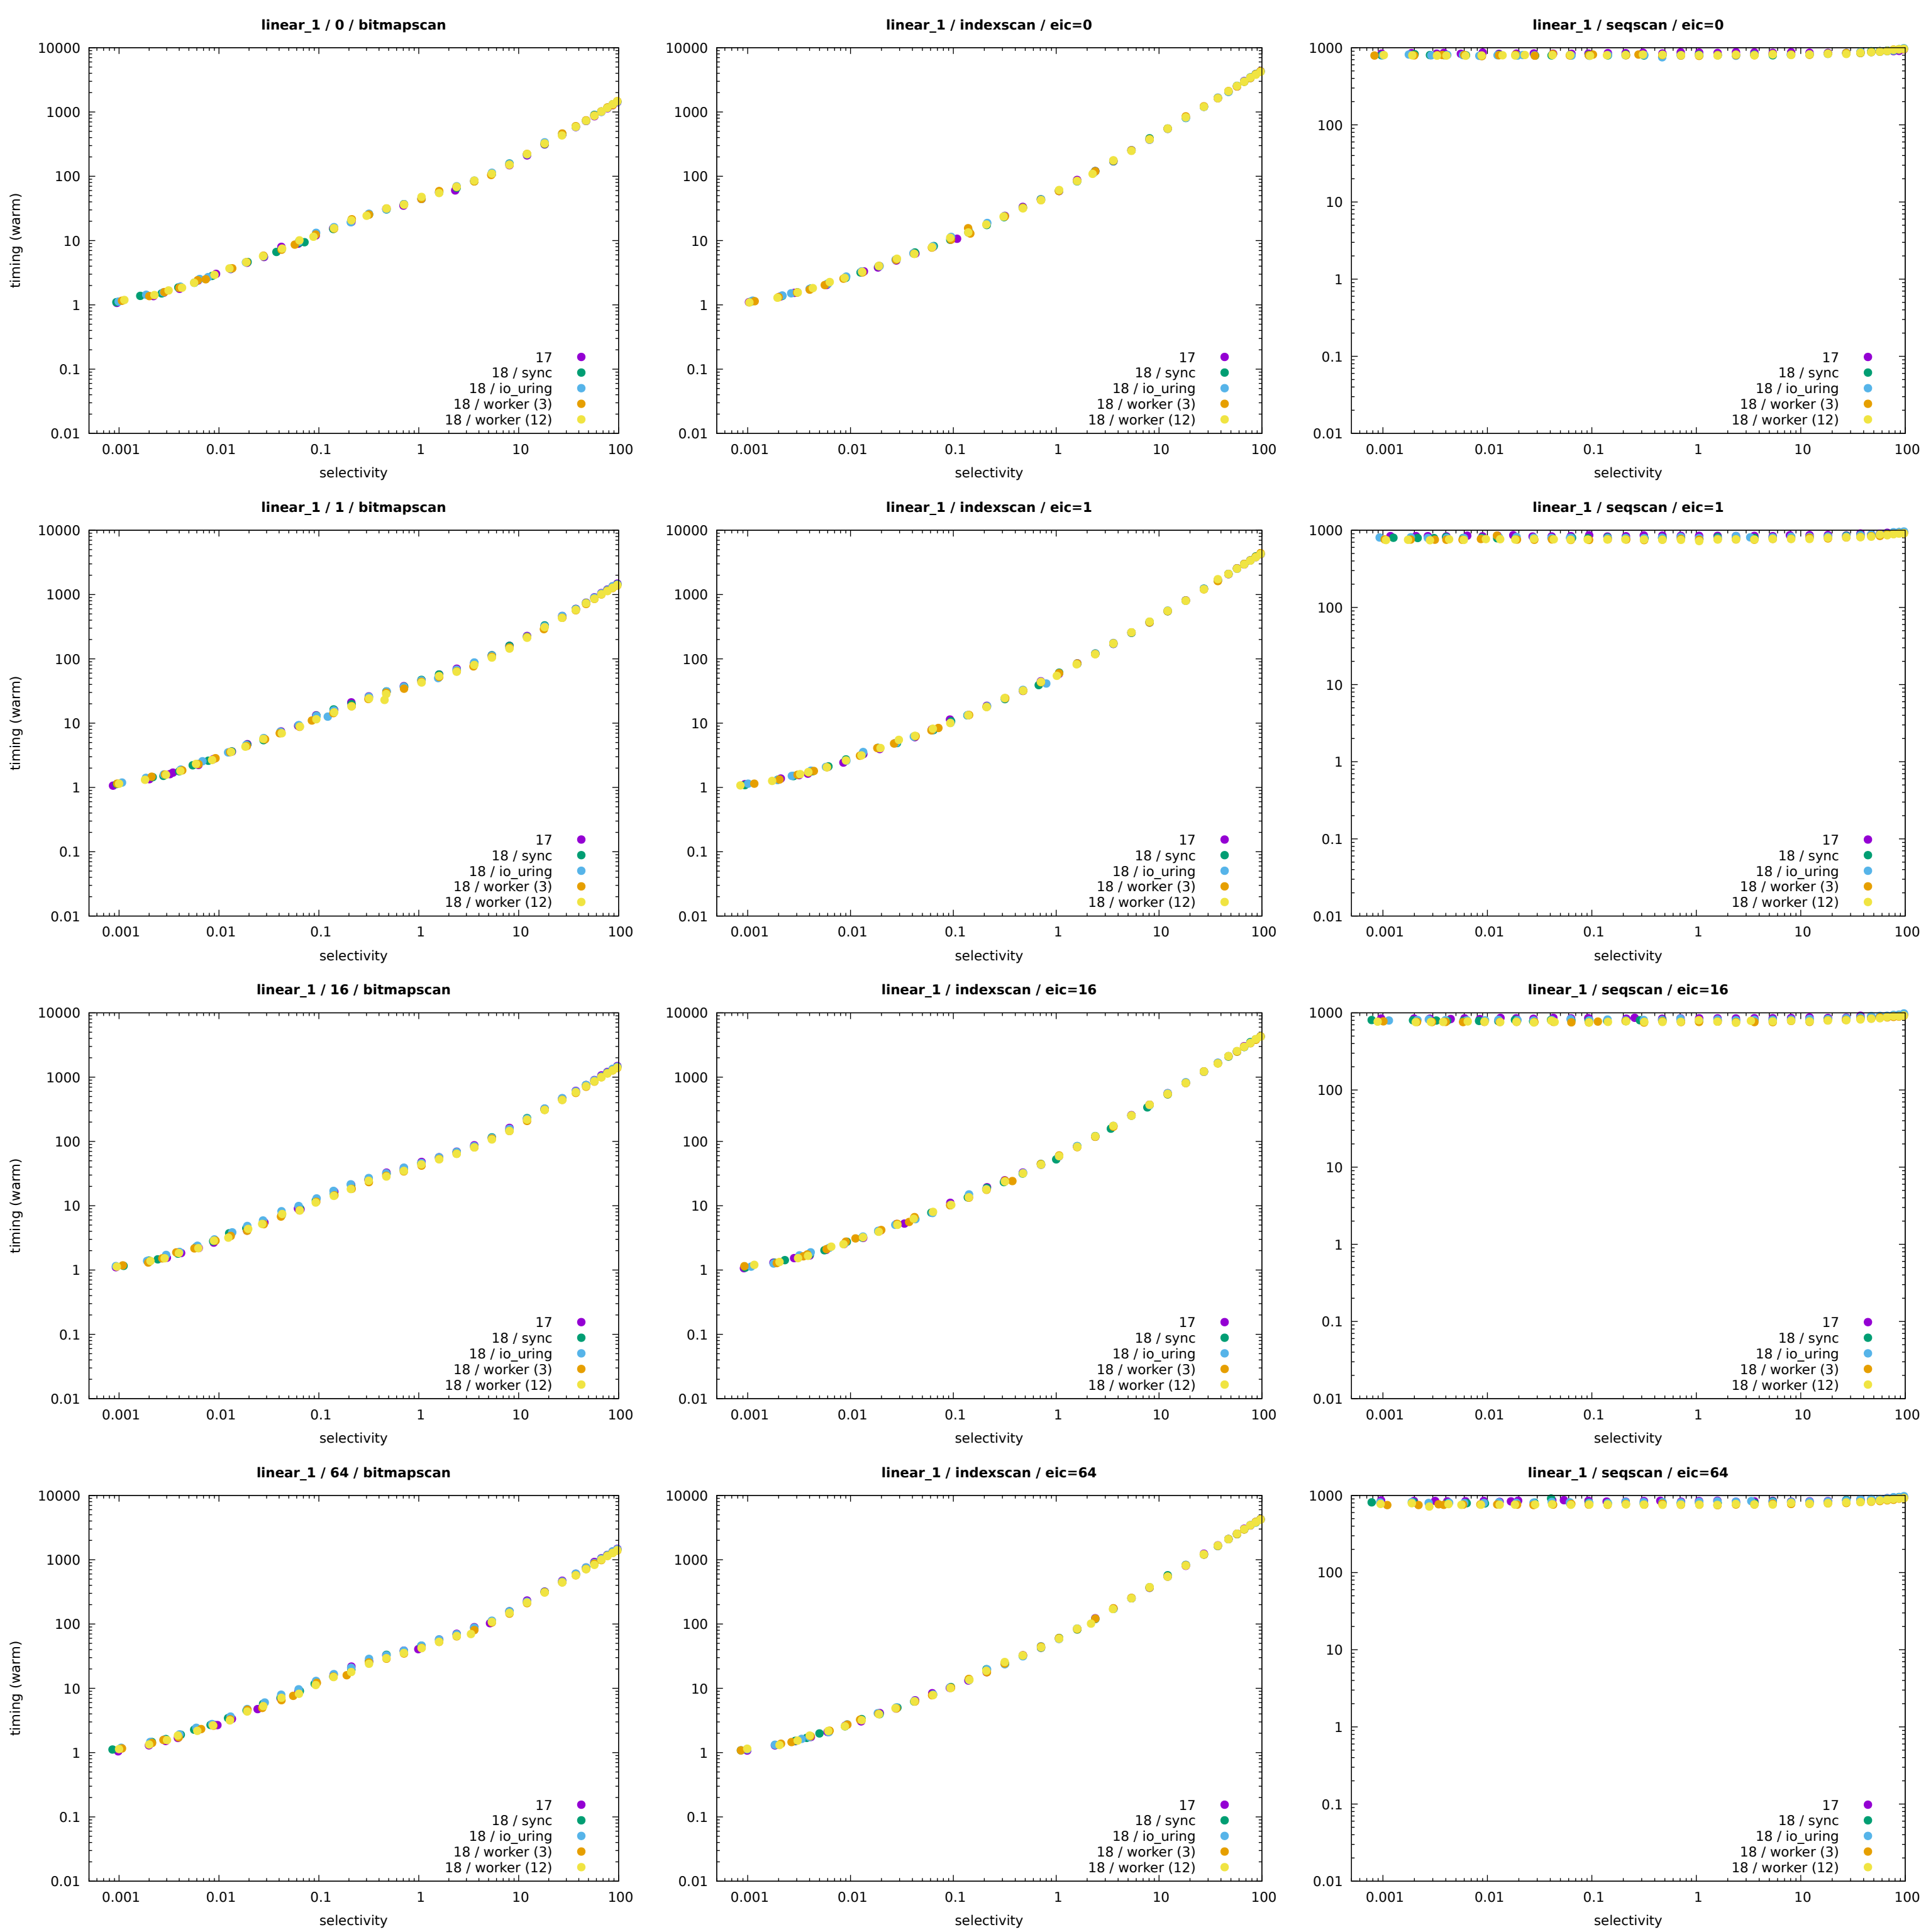 linear_1 / 0 / bitmapscan
timing (warm)
10000
1000
100
10
1
0.1
0.01
17
18 / sync
18 / io_uring
18 / worker (3)
18 / worker (12)
0.001 0.01 0.1 1 10 100
selectivity
linear_1 / indexscan / eic=0
10000
1000
100
10
1
0.1
0.01
17
18 / sync
18 / io_uring
18 / worker (3)
18 / worker (12)
0.001 0.01 0.1 1 10 100
selectivity
linear_1 / seqscan / eic=0
1000
100
10
1
0.1
0.01
17
18 / sync
18 / io_uring
18 / worker (3)
18 / worker (12)
0.001 0.01 0.1 1 10 100
selectivity
linear_1 / 1 / bitmapscan
timing (warm)
10000
1000
100
10
1
0.1
0.01
17
18 / sync
18 / io_uring
18 / worker (3)
18 / worker (12)
0.001 0.01 0.1 1 10 100
selectivity
linear_1 / indexscan / eic=1
10000
1000
100
10
1
0.1
0.01
17
18 / sync
18 / io_uring
18 / worker (3)
18 / worker (12)
0.001 0.01 0.1 1 10 100
selectivity
linear_1 / seqscan / eic=1
1000
100
10
1
0.1
0.01
17
18 / sync
18 / io_uring
18 / worker (3)
18 / worker (12)
0.001 0.01 0.1 1 10 100
selectivity
linear_1 / 16 / bitmapscan
timing (warm)
10000
1000
100
10
1
0.1
0.01
17
18 / sync
18 / io_uring
18 / worker (3)
18 / worker (12)
0.001 0.01 0.1 1 10 100
selectivity
linear_1 / indexscan / eic=16
10000
1000
100
10
1
0.1
0.01
17
18 / sync
18 / io_uring
18 / worker (3)
18 / worker (12)
0.001 0.01 0.1 1 10 100
selectivity
linear_1 / seqscan / eic=16
1000
100
10
1
0.1
0.01
17
18 / sync
18 / io_uring
18 / worker (3)
18 / worker (12)
0.001 0.01 0.1 1 10 100
selectivity
linear_1 / 64 / bitmapscan
timing (warm)
10000
1000
100
10
1
0.1
0.01
17
18 / sync
18 / io_uring
18 / worker (3)
18 / worker (12)
0.001 0.01 0.1 1 10 100
selectivity
linear_1 / indexscan / eic=64
10000
1000
100
10
1
0.1
0.01
17
18 / sync
18 / io_uring
18 / worker (3)
18 / worker (12)
0.001 0.01 0.1 1 10 100
selectivity
linear_1 / seqscan / eic=64
1000
100
10
1
0.1
0.01
17
18 / sync
18 / io_uring
18 / worker (3)
18 / worker (12)
0.001 0.01 0.1 1 10 100
selectivity